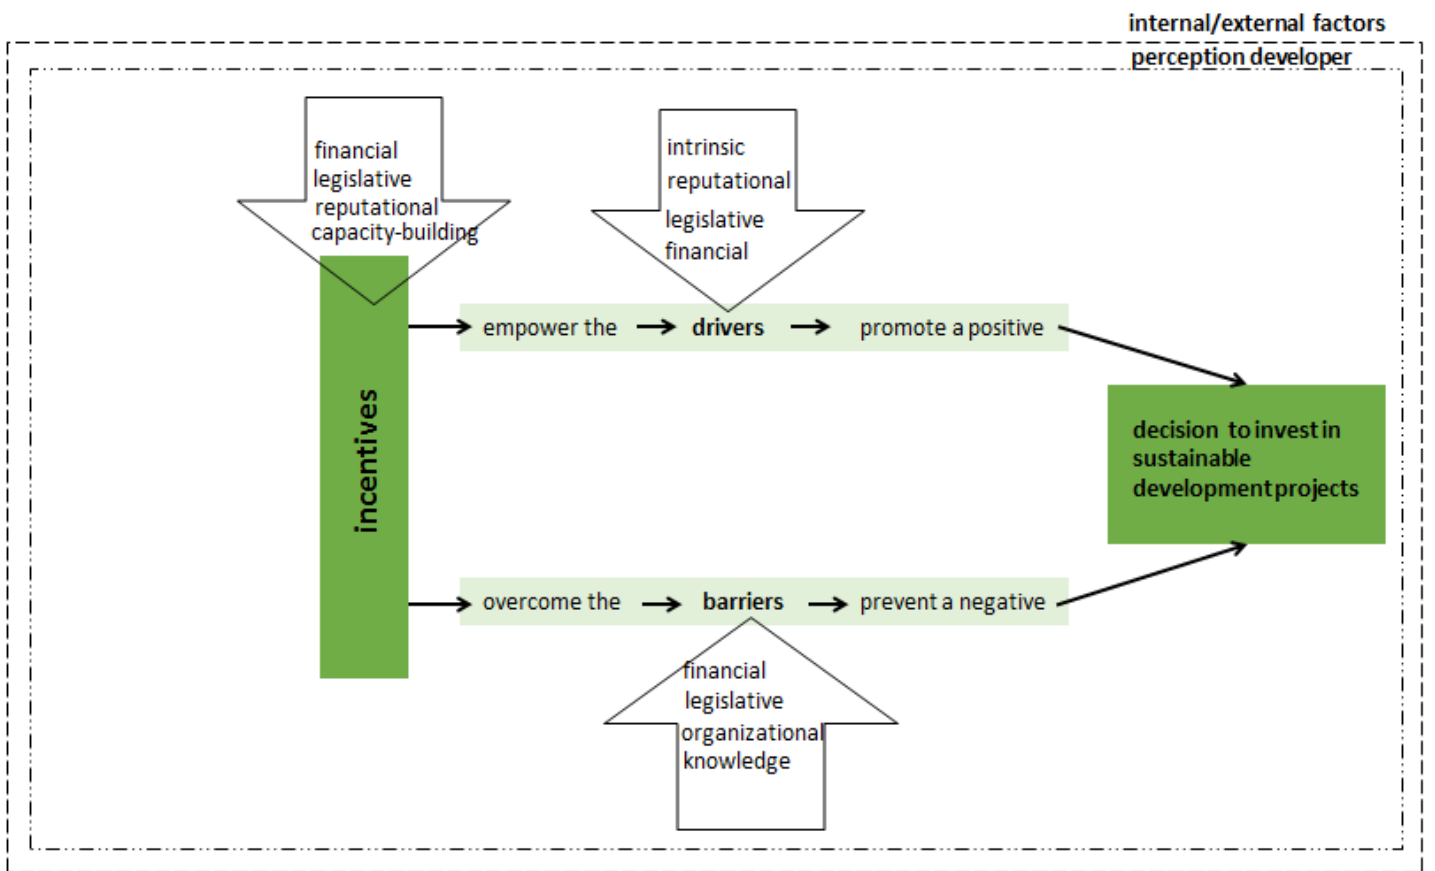 internal/external factors
perception developer
financial
legislative
reputational
capacity-building
intrinsic
reputational
legislative
financial
empower the
drivers
promote a positive
incentives
decision to invest in
sustainable
development projects
overcome the
barriers
prevent a negative
financial
legislative
organizational
knowledge